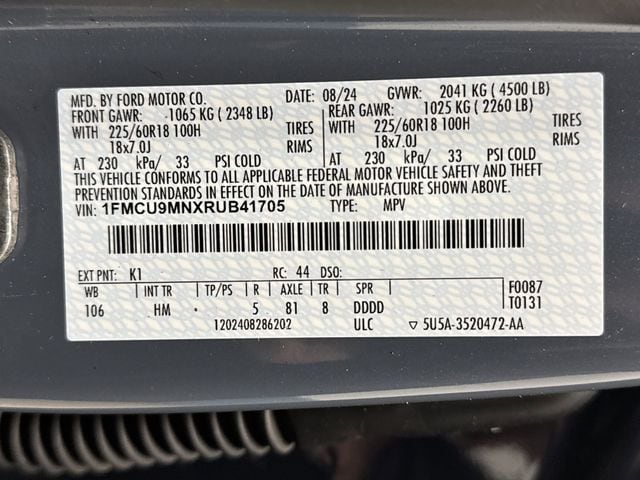 MFD. BY FORD MOTOR CO. DATE: 08/24 GVWR: 2041 KG ( 4500 LB)
FRONT GAWR: 1065 KG ( 2348 LB) REAR GAWR: 1025 KG ( 2260 LB)
WITH 225/60R18 100H TIRES WITH 225/60R18 100H TIRES
18x7.0J RIMS 18x7.0J RIMS
AT 230 kPa/ 33 PSI COLD AT 230 kPa/ 33 PSI COLD
THIS VEHICLE CONFORMS TO ALL APPLICABLE FEDERAL MOTOR VEHICLE SAFETY AND THEFT
PREVENTION STANDARDS IN EFFECT ON THE DATE OF MANUFACTURE SHOWN ABOVE.
VIN: 1FMCU9MNXRUB41705 TYPE: MPV
EXT PNT: K1 RC: 44 DSO:
WB INT TR TP/PS R AXLE TR SPR F0087
106 HM 5 81 8 DDDD T0131
1202408286202 ULC ▽ 5U5A-3520472-AA